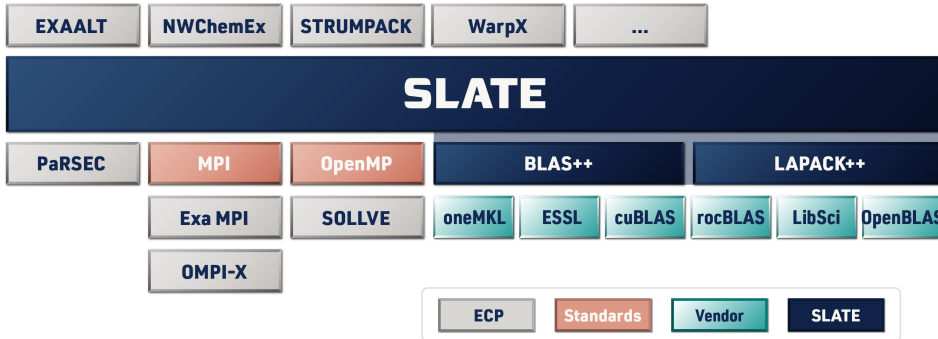 EXAALT NWChemEx STRUMPACK WarpX ...
SLATE
PaRSEC MPI OpenMP BLAS++ LAPACK++
Exa MPI SOLLVE oneMKL ESSL cuBLAS rocBLAS LibSci OpenBLAS
OMPI-X
ECP Standards Vendor SLATE